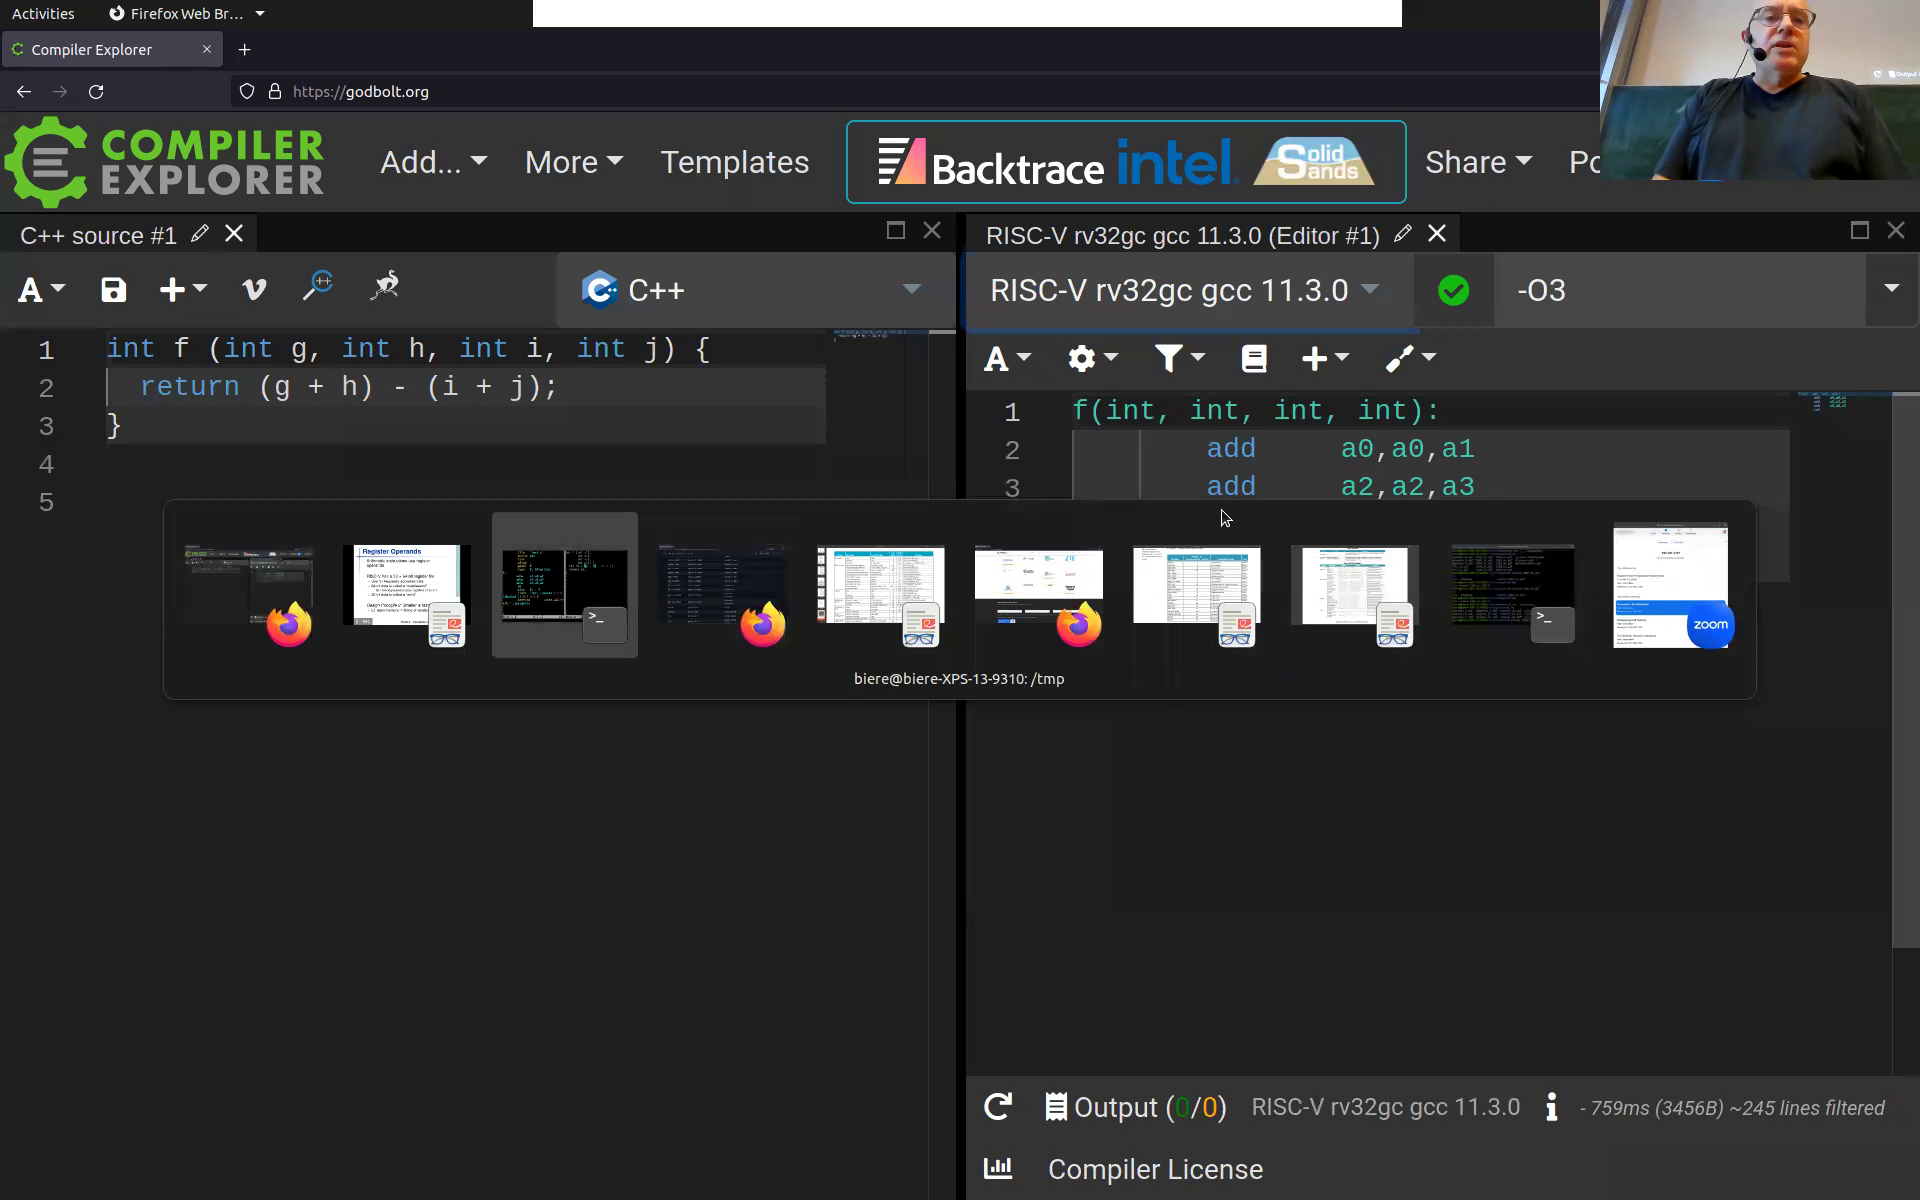 Activities
Firefox Web Br...
Compiler Explorer
https://godbolt.org
COMPILER
EXPLORER
Add...
More
Templates
Backtrace
intel
Solid
Sands
Share
Po
C++ source #1
RISC-V rv32gc gcc 11.3.0 (Editor #1)
C++
RISC-V rv32gc gcc 11.3.0
-O3
1 int f (int g, int h, int i, int j) {
2 return (g + h) - (i + j);
3 }
4
5
1 f(int, int, int, int):
2 add a0,a0,a1
3 add a2,a2,a3
Register Operands
zoom
biere@biere-XPS-13-9310: /tmp
Output (0/0)
RISC-V rv32gc gcc 11.3.0
- 759ms (3456B) ~245 lines filtered
Compiler License